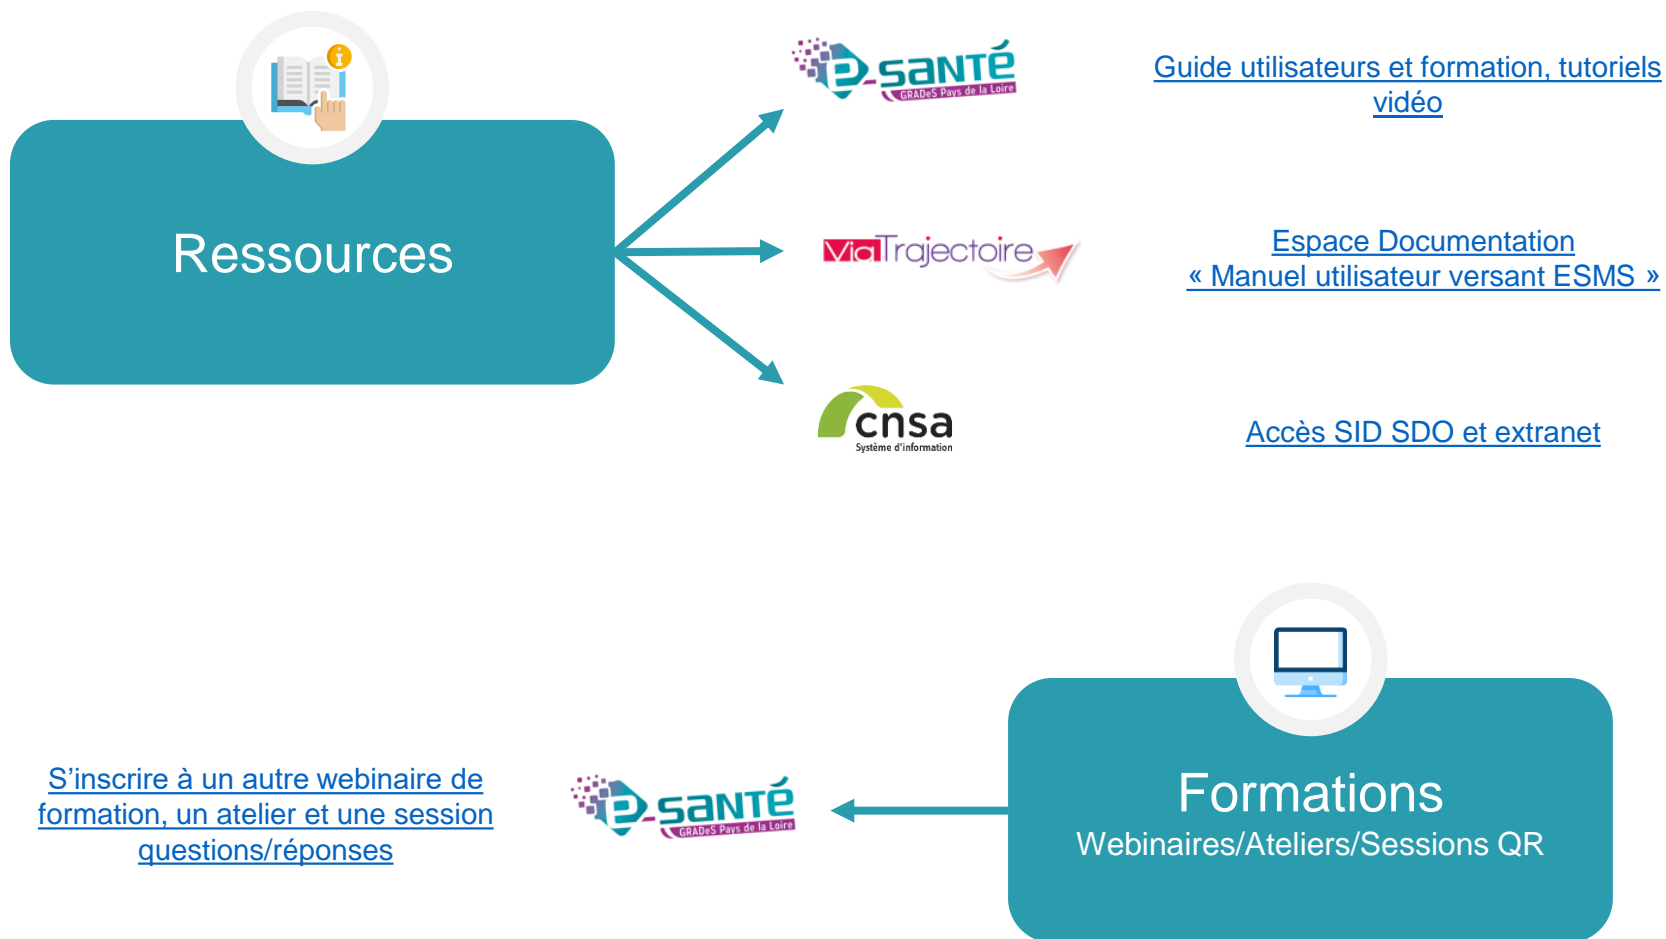 e-santé
GRADeS Pays de la Loire
Guide utilisateurs et formation, tutoriels
vidéo
Ressources
ViaTrajectoire
Espace Documentation
« Manuel utilisateur versant ESMS »
cnsa
Système d'information
Accès SID SDO et extranet
S’inscrire à un autre webinaire de
formation, un atelier et une session
questions/réponses
e-santé
GRADeS Pays de la Loire
Formations
Webinaires/Ateliers/Sessions QR